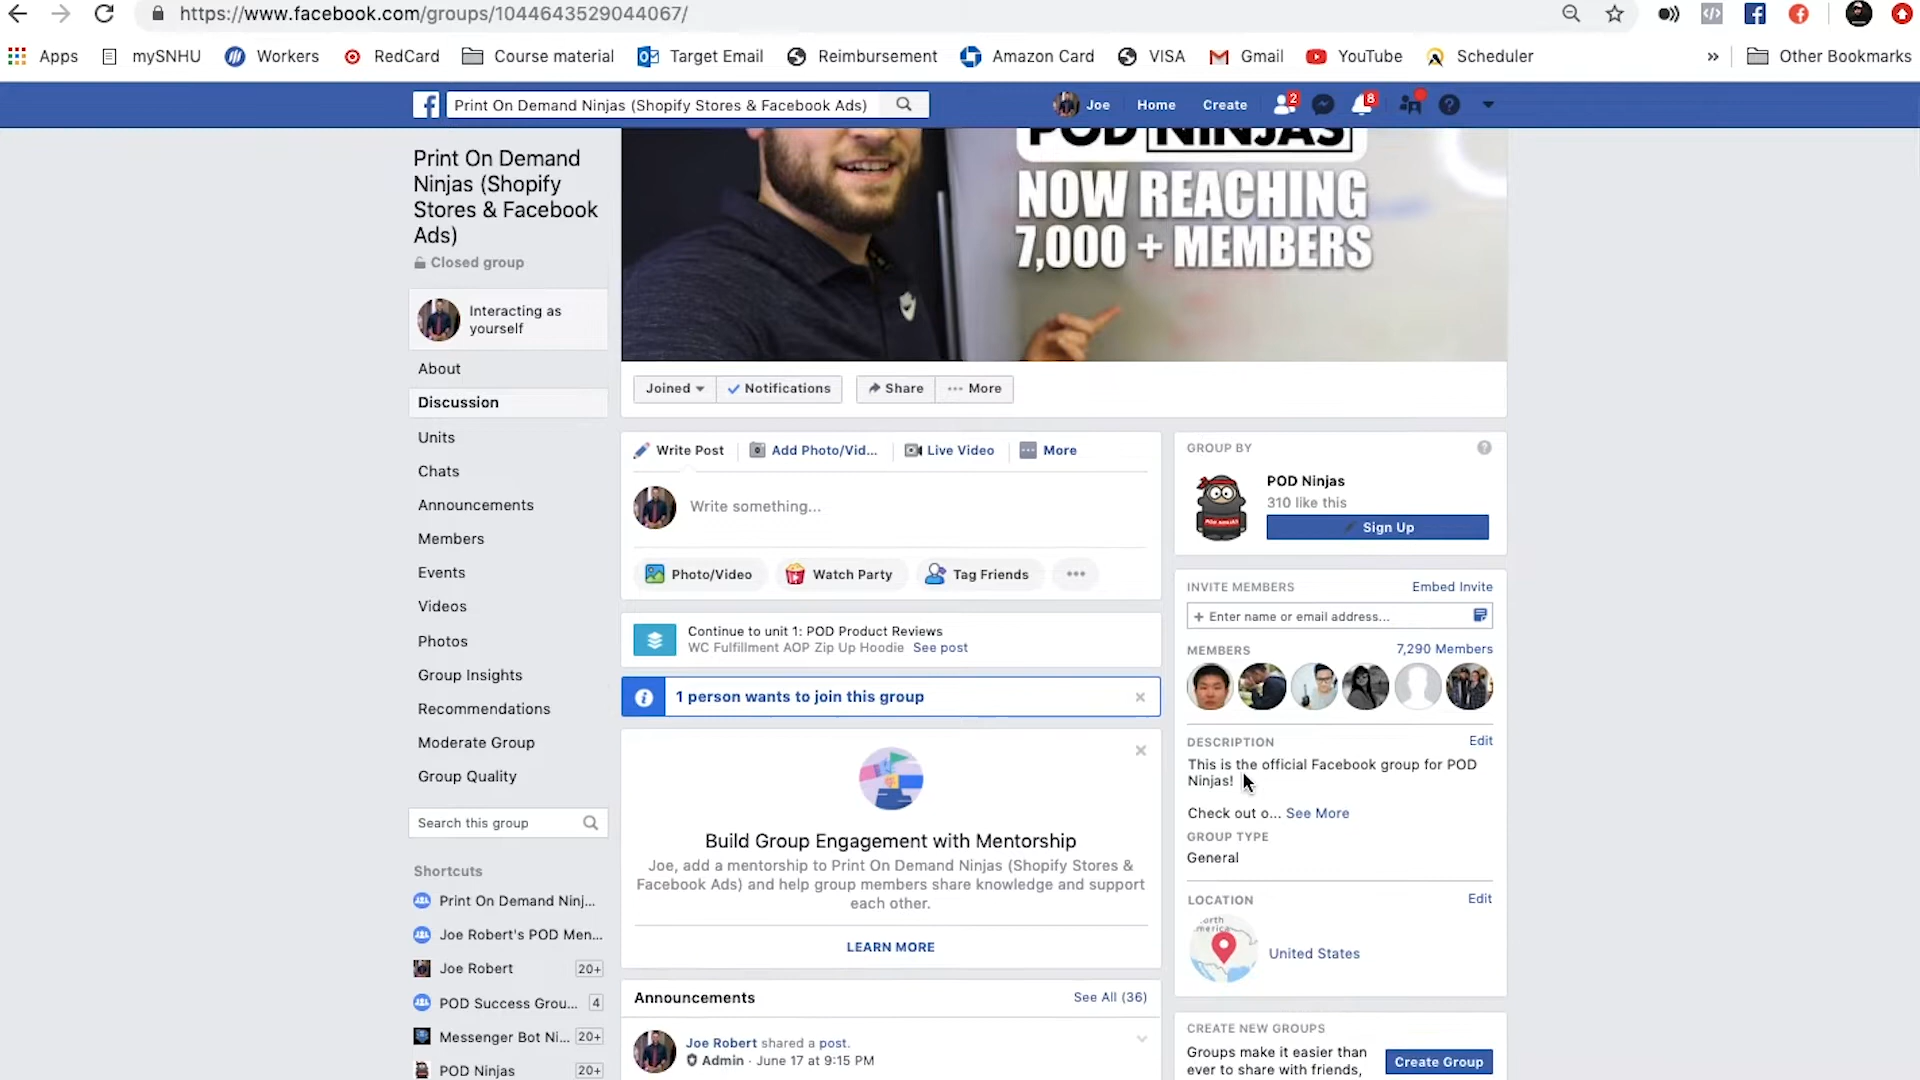 https://www.facebook.com/groups/1044643529044067/
Apps mySNHU Workers RedCard Course material Target Email Reimbursement Amazon Card VISA Gmail YouTube Scheduler » Other Bookmarks
Print On Demand Ninjas (Shopify Stores & Facebook Ads)
Joe Home Create 2 8
Print On Demand
Ninjas (Shopify
Stores & Facebook
Ads)
Closed group
Interacting as
yourself
About
Discussion
Units
Chats
Announcements
Members
Events
Videos
Photos
Group Insights
Recommendations
Moderate Group
Group Quality
Search this group
Shortcuts
Print On Demand Ninj...
Joe Robert's POD Men...
Joe Robert 20+
POD Success Grou... 4
Messenger Bot Ni... 20+
POD Ninjas 20+
POD NINJAS
NOW REACHING
7,000 + MEMBERS
Joined Notifications Share ··· More
Write Post Add Photo/Vid... Live Video More
Write something...
Photo/Video Watch Party Tag Friends ···
Continue to unit 1: POD Product Reviews
WC Fulfillment AOP Zip Up Hoodie See post
1 person wants to join this group
Build Group Engagement with Mentorship
Joe, add a mentorship to Print On Demand Ninjas (Shopify Stores &
Facebook Ads) and help group members share knowledge and support
each other.
LEARN MORE
Announcements See All (36)
Joe Robert shared a post.
Admin · June 17 at 9:15 PM
GROUP BY
POD Ninjas
310 like this
Sign Up
INVITE MEMBERS Embed Invite
+ Enter name or email address...
MEMBERS 7,290 Members
DESCRIPTION Edit
This is the official Facebook group for POD
Ninjas!
Check out o... See More
GROUP TYPE
General
LOCATION Edit
United States
CREATE NEW GROUPS
Groups make it easier than
ever to share with friends,
Create Group